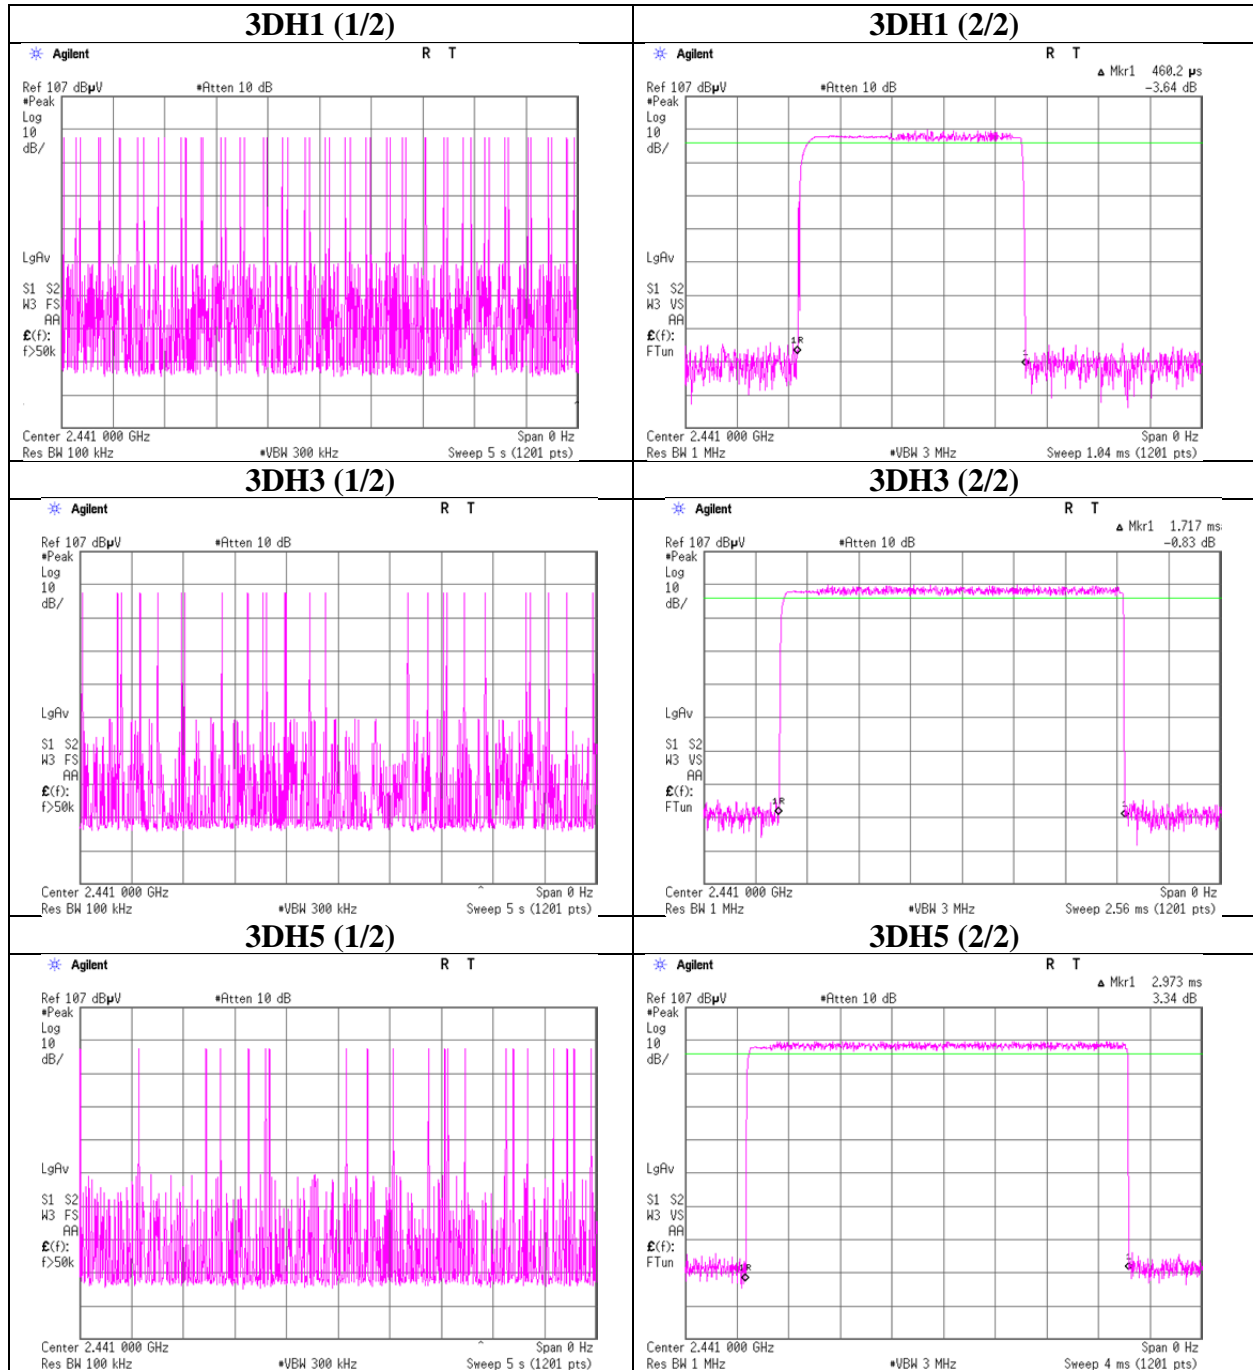 3DH1 (1/2)
Agilent
R T
Ref 107 dBµV
#Atten 10 dB
#Peak
Log
10
dB/
LgAv
S1 S2
W3 FS
AA
£(f):
f>50k
Center 2.441 000 GHz
Span 0 Hz
Res BW 100 kHz
#VBW 300 kHz
Sweep 5 s (1201 pts)
3DH1 (2/2)
Agilent
R T
Δ Mkr1 460.2 µs
Ref 107 dBµV
#Atten 10 dB
-3.64 dB
#Peak
Log
10
dB/
LgAv
S1 S2
W3 VS
AA
£(f):
FTun
1R
1
Center 2.441 000 GHz
Span 0 Hz
Res BW 1 MHz
#VBW 3 MHz
Sweep 1.04 ms (1201 pts)
3DH3 (1/2)
Agilent
R T
Ref 107 dBµV
#Atten 10 dB
#Peak
Log
10
dB/
LgAv
S1 S2
W3 FS
AA
£(f):
f>50k
Center 2.441 000 GHz
Span 0 Hz
Res BW 100 kHz
#VBW 300 kHz
Sweep 5 s (1201 pts)
3DH3 (2/2)
Agilent
R T
Δ Mkr1 1.717 ms
Ref 107 dBµV
#Atten 10 dB
-0.83 dB
#Peak
Log
10
dB/
LgAv
S1 S2
W3 VS
AA
£(f):
FTun
1R
1
Center 2.441 000 GHz
Span 0 Hz
Res BW 1 MHz
#VBW 3 MHz
Sweep 2.56 ms (1201 pts)
3DH5 (1/2)
Agilent
R T
Ref 107 dBµV
#Atten 10 dB
#Peak
Log
10
dB/
LgAv
S1 S2
W3 FS
AA
£(f):
f>50k
Center 2.441 000 GHz
Span 0 Hz
Res BW 100 kHz
#VBW 300 kHz
Sweep 5 s (1201 pts)
3DH5 (2/2)
Agilent
R T
Δ Mkr1 2.973 ms
Ref 107 dBµV
#Atten 10 dB
3.34 dB
#Peak
Log
10
dB/
LgAv
S1 S2
W3 VS
AA
£(f):
FTun
1R
1
Center 2.441 000 GHz
Span 0 Hz
Res BW 1 MHz
#VBW 3 MHz
Sweep 4 ms (1201 pts)